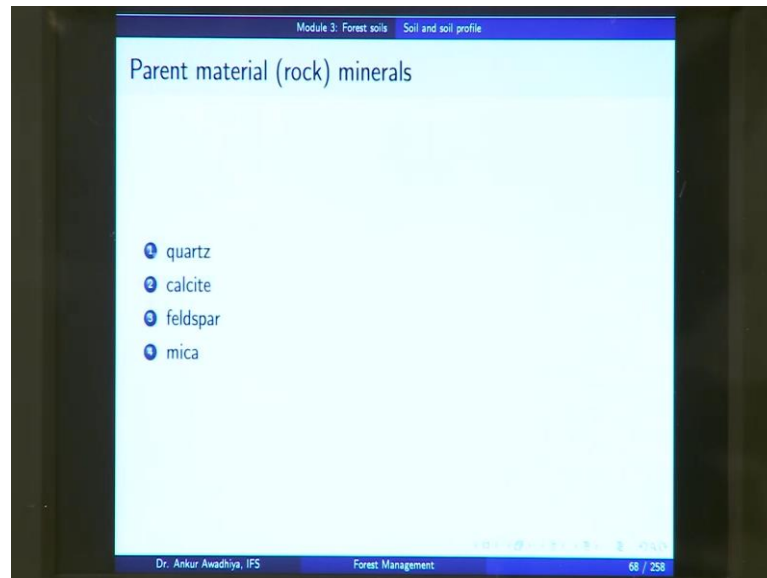 Module 3: Forest soils Soil and soil profile
Parent material (rock) minerals
1 quartz
2 calcite
3 feldspar
4 mica
Dr. Ankur Awadhiya, IFS Forest Management 68 / 258